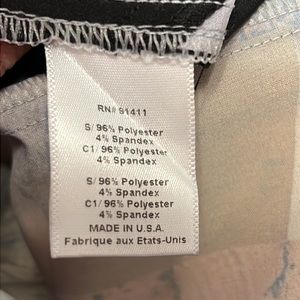 RN# 91411
S/ 96% Polyester
4% Spandex
C1/ 96% Polyester
4% Spandex
S/ 96% Polyester
4% Spandex
C1/ 96% Polyester
4% Spandex
MADE IN U.S.A.
Fabrique aux Etats-Unis